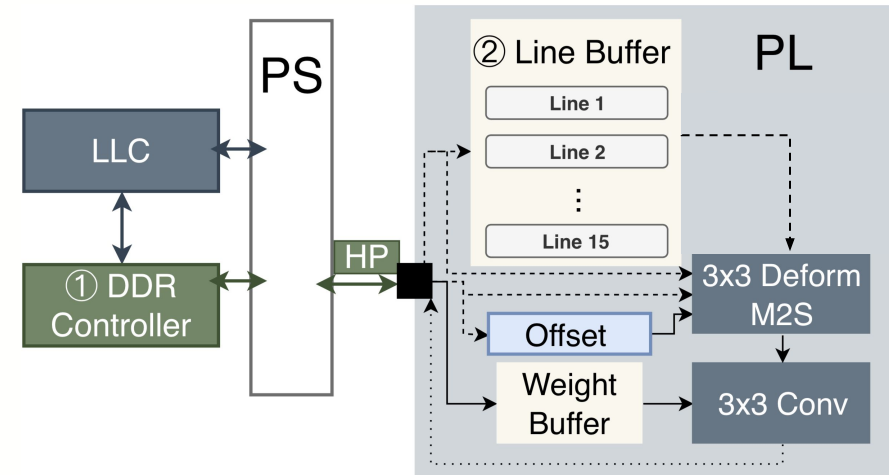 PS
PL
② Line Buffer
Line 1
Line 2
⋮
Line 15
LLC
① DDR
Controller
HP
3x3 Deform
M2S
Offset
Weight
Buffer
3x3 Conv